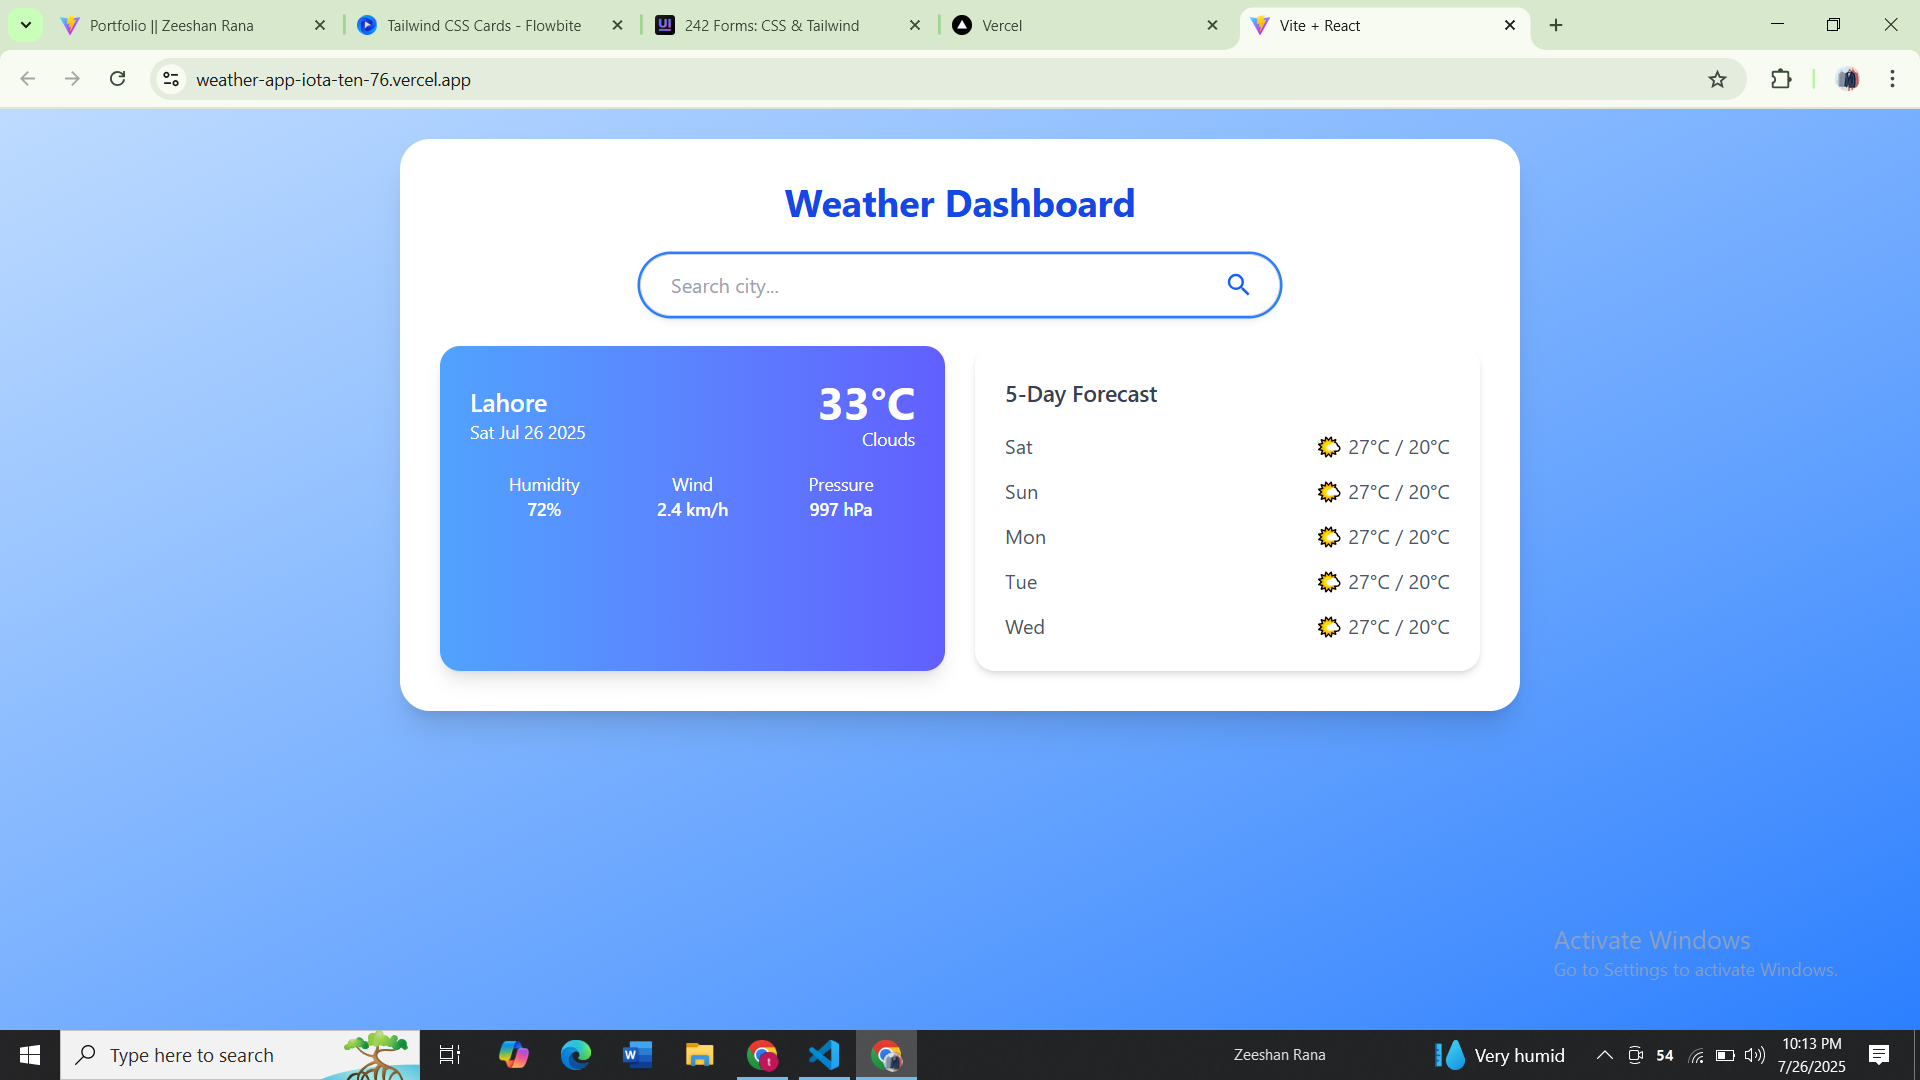 Portfolio || Zeeshan Rana
Tailwind CSS Cards - Flowbite
UI
242 Forms: CSS & Tailwind
Vercel
Vite + React
weather-app-iota-ten-76.vercel.app
Weather Dashboard
Search city...
Lahore
Sat Jul 26 2025
33°C
Clouds
Humidity
72%
Wind
2.4 km/h
Pressure
997 hPa
5-Day Forecast
Sat 27°C / 20°C
Sun 27°C / 20°C
Mon 27°C / 20°C
Tue 27°C / 20°C
Wed 27°C / 20°C
Activate Windows
Go to Settings to activate Windows.
Type here to search
W
t
Zeeshan Rana
Very humid
54
10:13 PM
7/26/2025